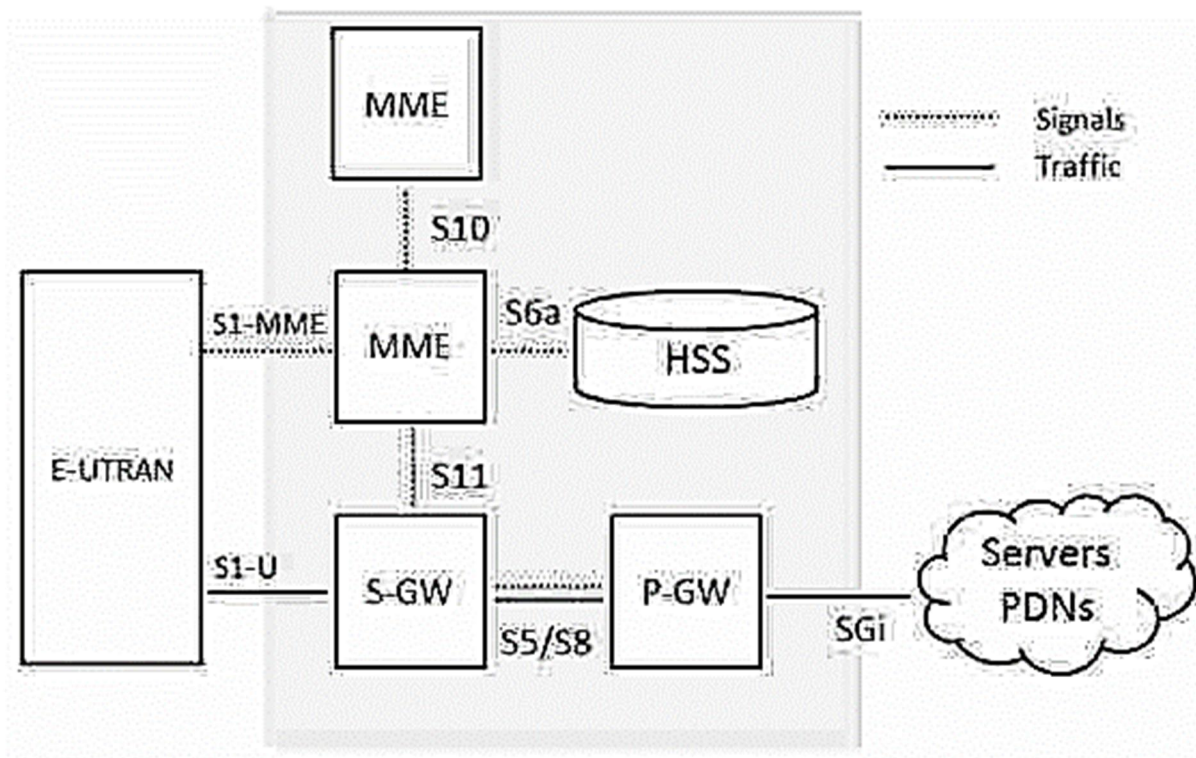 MME
Signals
Traffic
S10
S1-MME
MME
S6a
HSS
E-UTRAN
S11
S1-U
S-GW
S5/S8
P-GW
SGi
Servers
PDNs